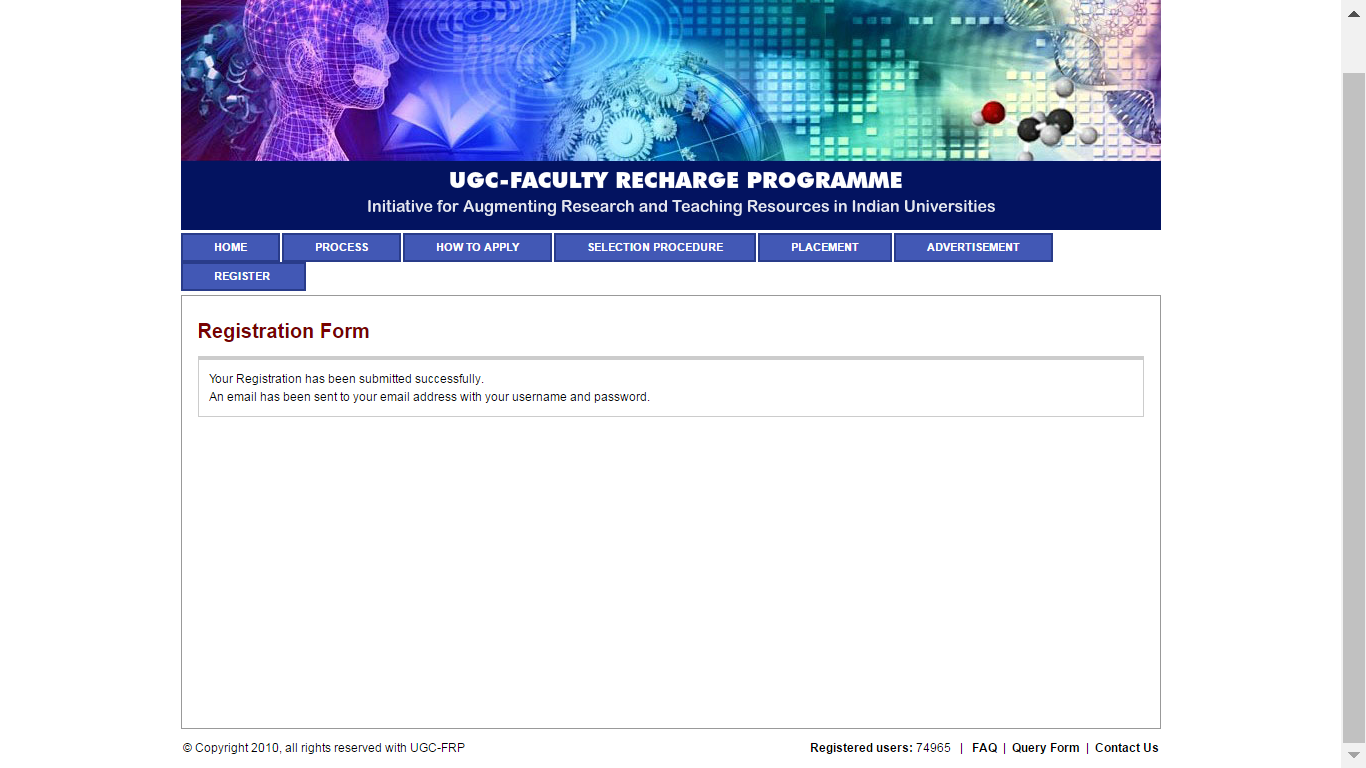 UGC-FACULTY RECHARGE PROGRAMME
Initiative for Augmenting Research and Teaching Resources in Indian Universities
HOME PROCESS HOW TO APPLY SELECTION PROCEDURE PLACEMENT ADVERTISEMENT
REGISTER
Registration Form
Your Registration has been submitted successfully.
An email has been sent to your email address with your username and password.
© Copyright 2010, all rights reserved with UGC-FRP Registered users: 74965 | FAQ | Query Form | Contact Us